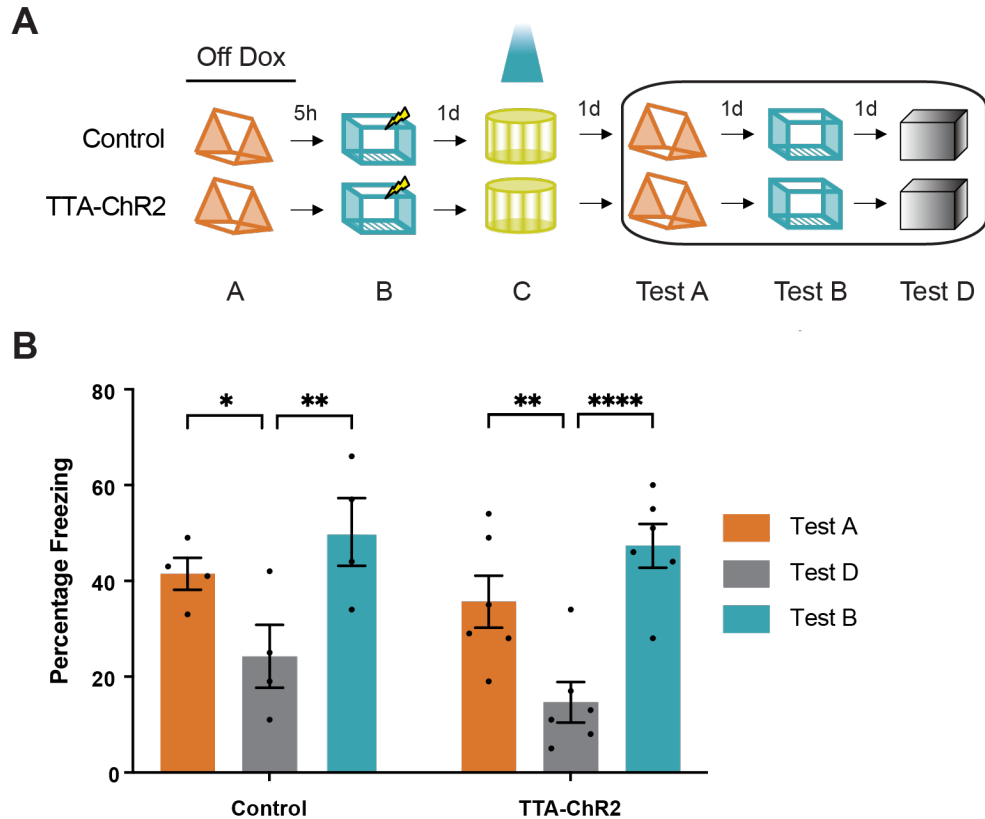 A
Off Dox
5h
1d
1d
1d
1d
Control
TTA-ChR2
A
B
C
Test A
Test B
Test D
B
80
60
40
20
0
Percentage Freezing
*
**
**
****
Control
TTA-ChR2
Test A
Test D
Test B